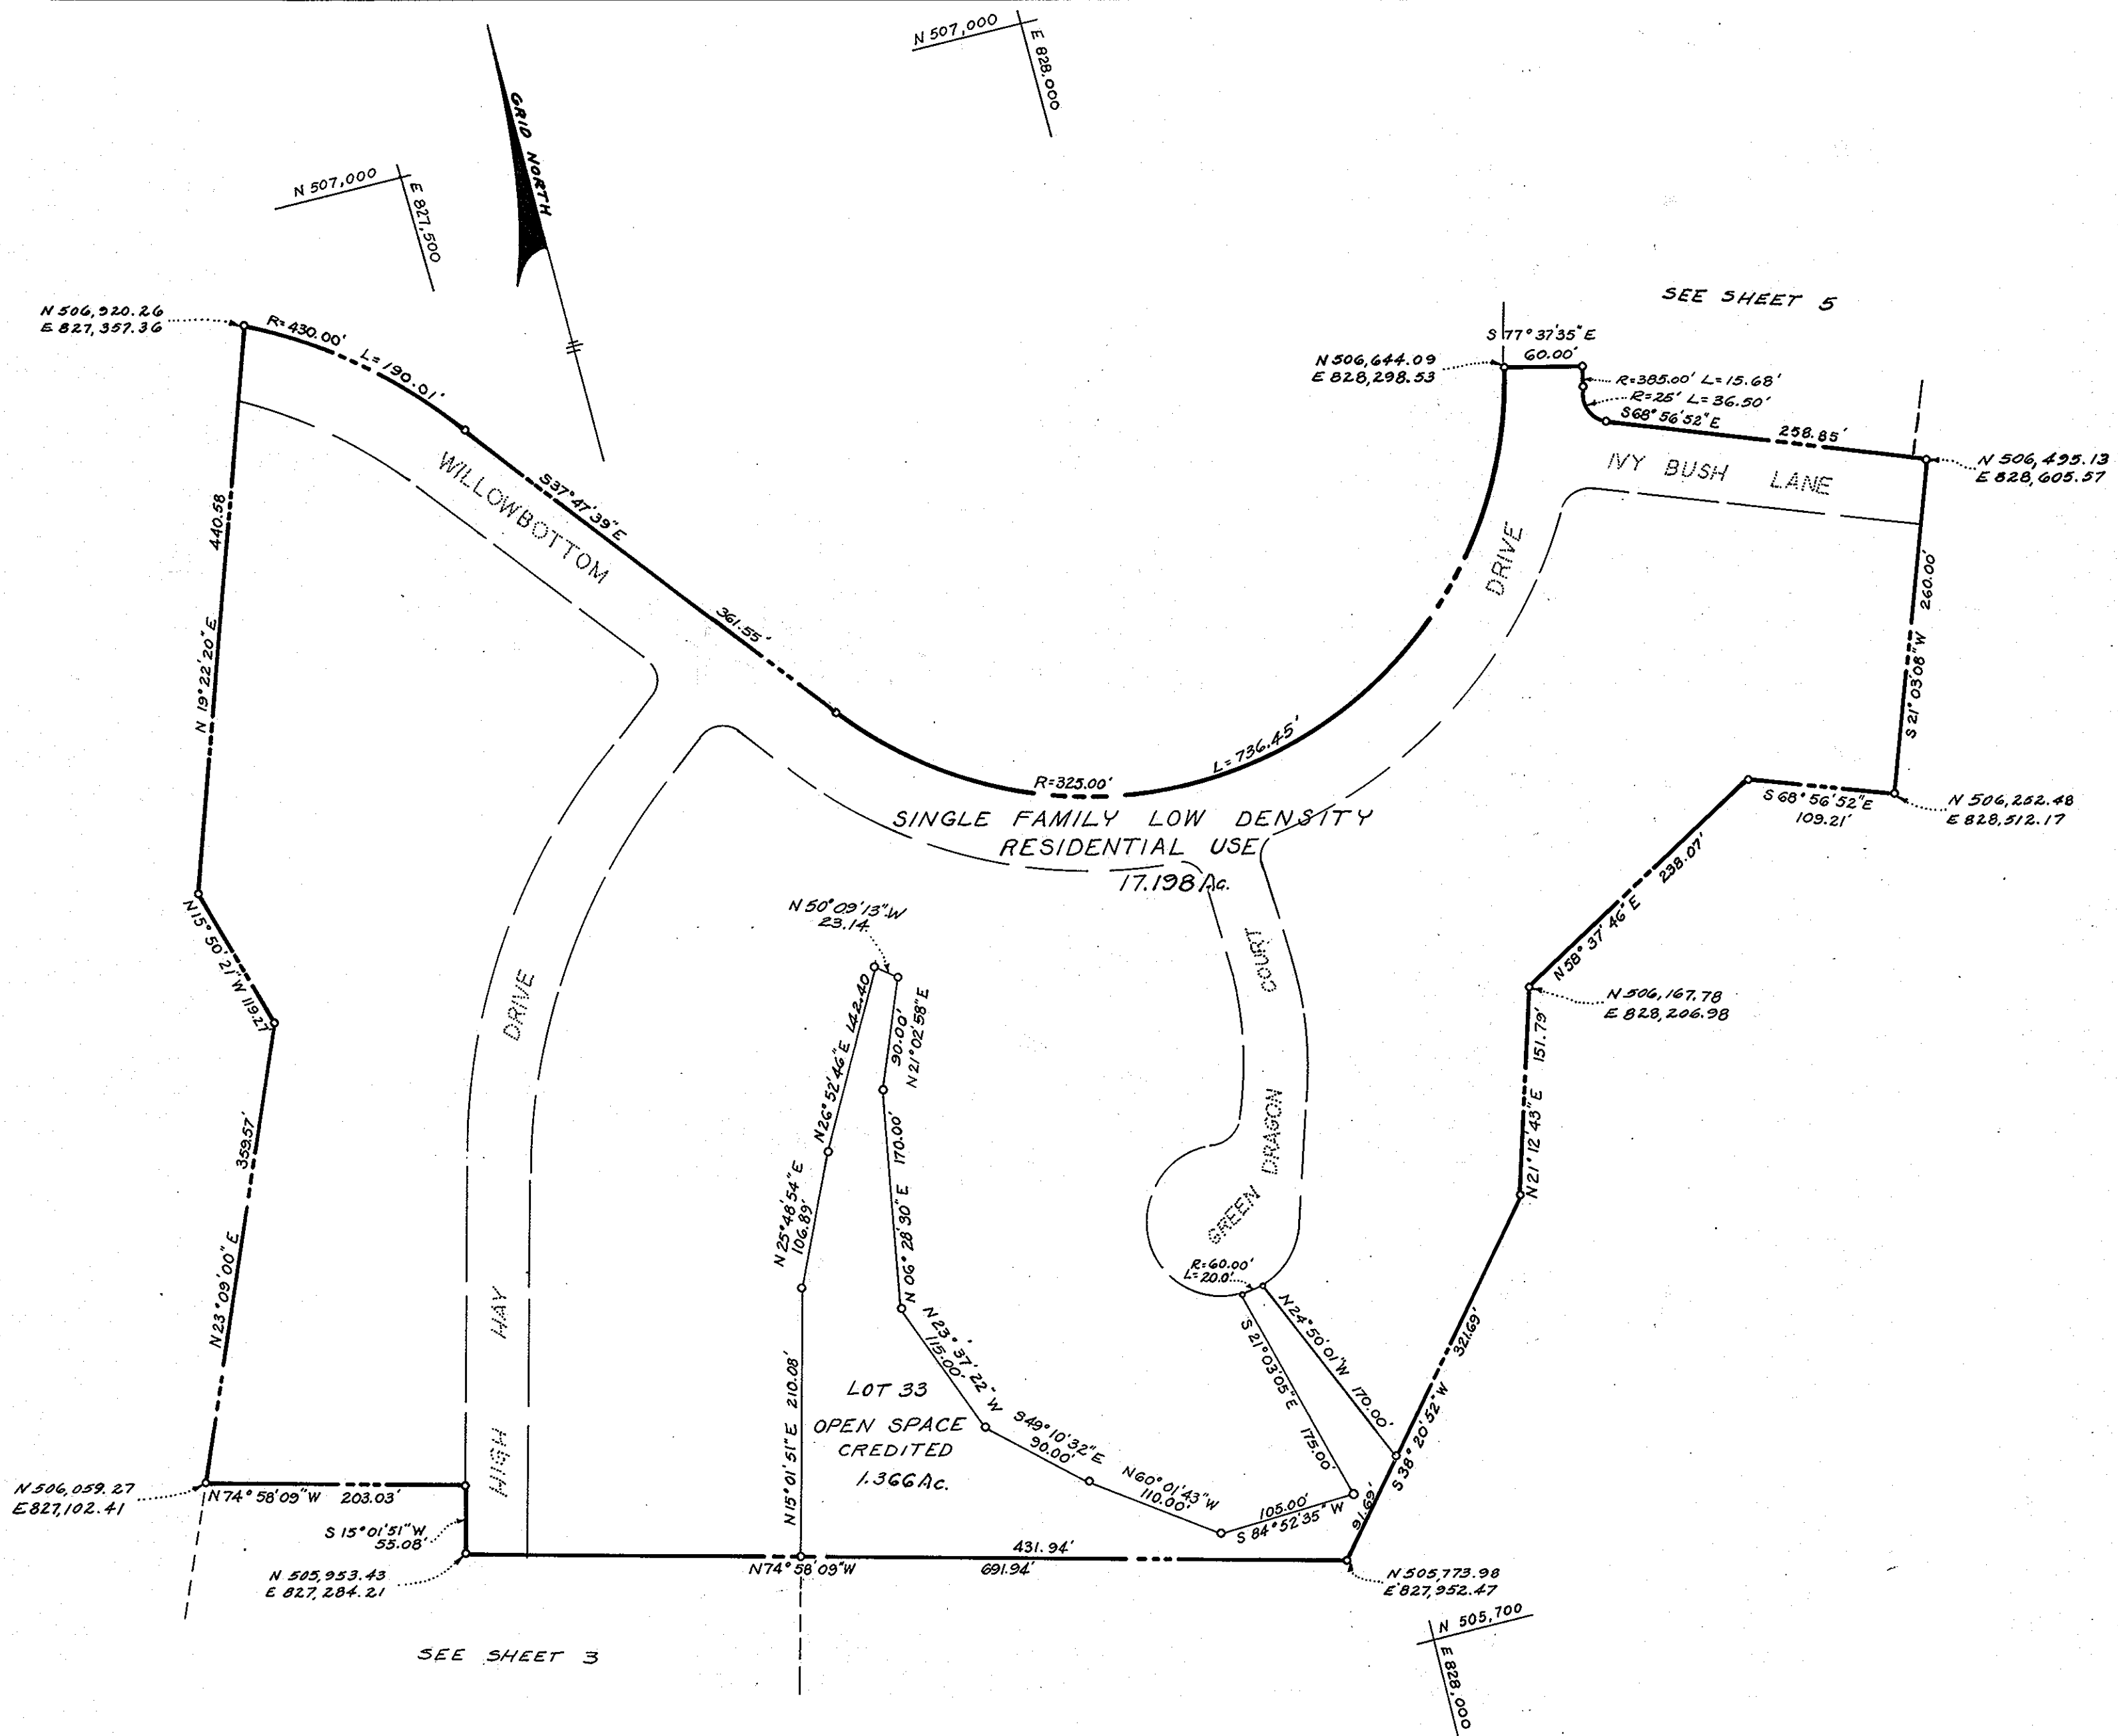 N 507,000
E 828,000
GRID NORTH
N 507,000
E 827,500
SEE SHEET 5
N 506,920.26
E 827,357.36
R=430.00'
L=190.01'
S 77°37'35" E
60.00'
N 506,644.09
E 828,298.53
R=385.00' L=15.68'
R=25' L=36.50'
S68°56'52"E
258.85'
N 506,495.13
E 828,605.57
IVY BUSH LANE
WILLOWBOTTOM
S37°47'39"E
361.55'
440.58
N 19°22'20"E
DRIVE
260.00'
S 21°03'08"W
L=736.45'
R=325.00'
SINGLE FAMILY LOW DENSITY
RESIDENTIAL USE
17.198 Ac.
S 68°56'52"E
109.21'
N 506,252.48
E 828,512.17
238.07'
N 58°37'46"E
N15°50'21"W 119.27
N 50°09'13"W
23.14
COURT
DRIVE
N 506,167.78
E 828,206.98
N26°52'46"E 142.40
90.00'
N21°02'58"E
151.79'
N21°12'43"E
359.57'
N23°09'00"E
N25°48'54"E
106.89'
N 06°28'30"E 170.00'
GREEN DRAGON
R=60.00'
L=20.0'
HIGH HAY
N23°37'22"W
115.00'
S 21°03'05"E
175.00'
N24°50'01"W 170.00'
321.69'
S 38°20'52"W
N15°01'51"E 210.08'
LOT 33
OPEN SPACE
CREDITED
1.366 Ac.
S49°10'32"E
90.00'
N60°01'43"W
110.00'
105.00'
S 84°52'35"W
91.69'
N 506,059.27
E 827,102.41
N74°58'09"W 203.03'
S 15°01'51"W
55.08'
N 505,953.43
E 827,284.21
N74°58'09"W
431.94'
691.94'
N 505,773.98
E 827,952.47
N 505,700
E 828,000
SEE SHEET 3